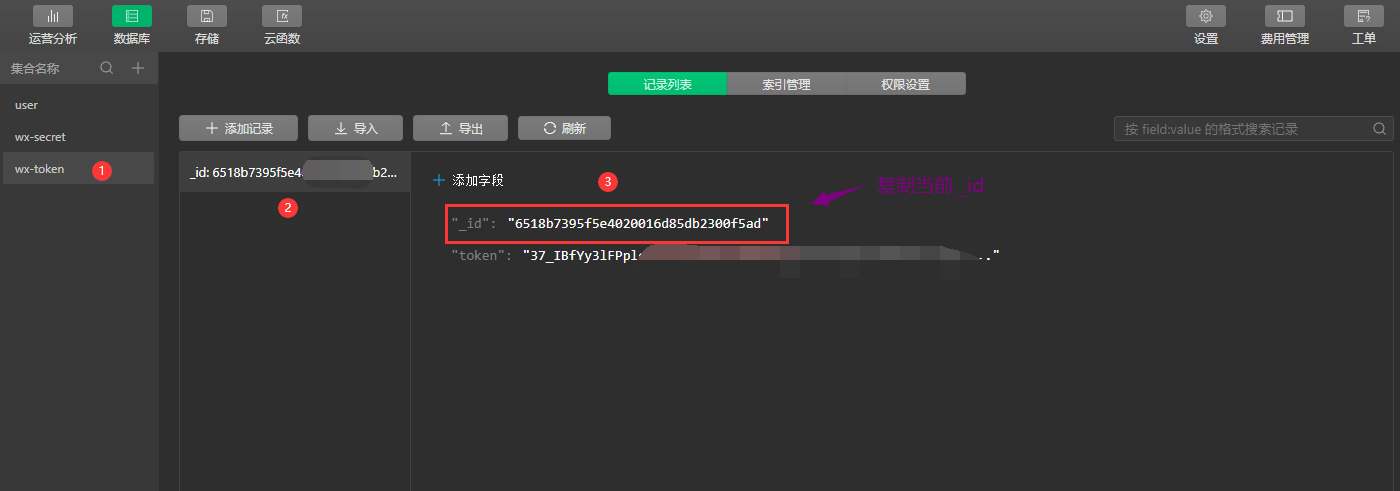 运营分析 数据库 存储 云函数 设置 费用管理 工单
集合名称
记录列表 索引管理 权限设置
user
添加记录 导入 导出 刷新 按 field:value 的格式搜索记录
wx-secret
wx-token 1
_id: 6518b7395f5e4 b2...
添加字段 3
复制当前 _id
2
"_id": "6518b7395f5e4020016d85db2300f5ad"
"token": "37_IBfYy3lFPpl .."